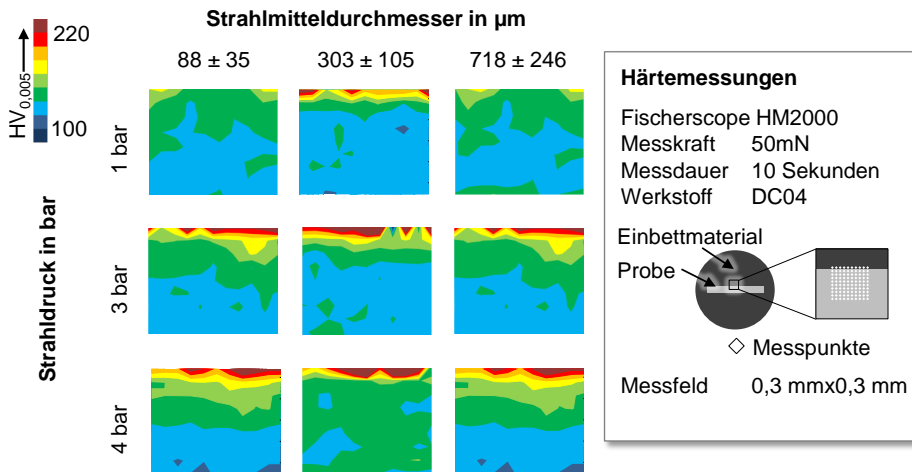 Strahlmitteldurchmesser in µm
88 ± 35
303 ± 105
718 ± 246
HV0,005
220
100
Strahldruck in bar
1 bar
3 bar
4 bar
Härtemessungen
Fischerscope HM2000
Messkraft 50mN
Messdauer 10 Sekunden
Werkstoff DC04
Einbettmaterial
Probe
Messpunkte
Messfeld 0,3 mmx0,3 mm